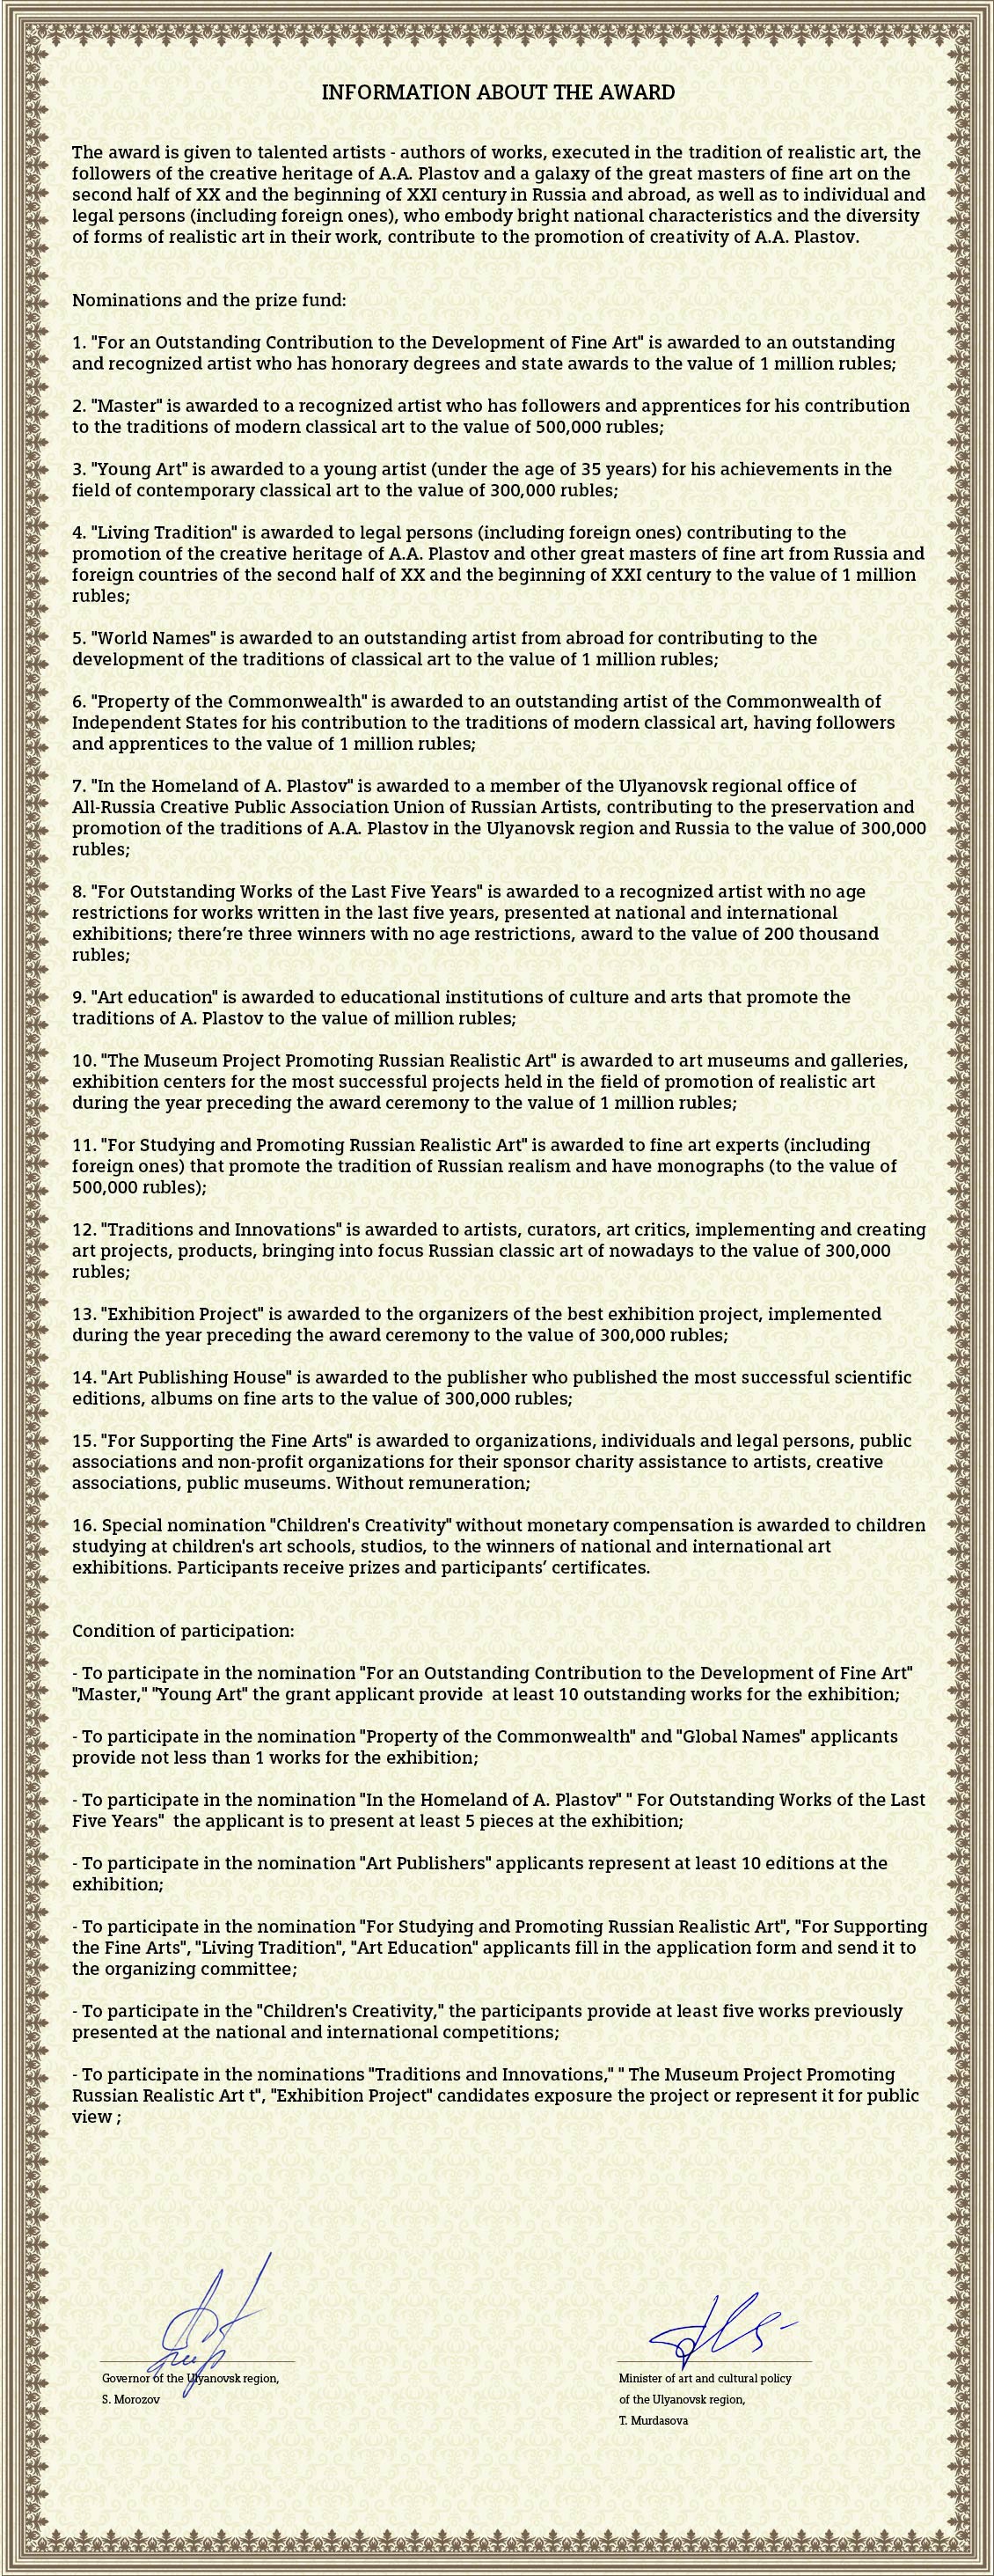 INFORMATION ABOUT THE AWARD
The award is given to talented artists - authors of works, executed in the tradition of realistic art, the
followers of the creative heritage of A.A. Plastov and a galaxy of the great masters of fine art on the
second half of XX and the beginning of XXI century in Russia and abroad, as well as to individual and
legal persons (including foreign ones), who embody bright national characteristics and the diversity
of forms of realistic art in their work, contribute to the promotion of creativity of A.A. Plastov.
Nominations and the prize fund:
1. "For an Outstanding Contribution to the Development of Fine Art" is awarded to an outstanding
and recognized artist who has honorary degrees and state awards to the value of 1 million rubles;
2. "Master" is awarded to a recognized artist who has followers and apprentices for his contribution
to the traditions of modern classical art to the value of 500,000 rubles;
3. "Young Art" is awarded to a young artist (under the age of 35 years) for his achievements in the
field of contemporary classical art to the value of 300,000 rubles;
4. "Living Tradition" is awarded to legal persons (including foreign ones) contributing to the
promotion of the creative heritage of A.A. Plastov and other great masters of fine art from Russia and
foreign countries of the second half of XX and the beginning of XXI century to the value of 1 million
rubles;
5. "World Names" is awarded to an outstanding artist from abroad for contributing to the
development of the traditions of classical art to the value of 1 million rubles;
6. "Property of the Commonwealth" is awarded to an outstanding artist of the Commonwealth of
Independent States for his contribution to the traditions of modern classical art, having followers
and apprentices to the value of 1 million rubles;
7. "In the Homeland of A. Plastov" is awarded to a member of the Ulyanovsk regional office of
All-Russia Creative Public Association Union of Russian Artists, contributing to the preservation and
promotion of the traditions of A.A. Plastov in the Ulyanovsk region and Russia to the value of 300,000
rubles;
8. "For Outstanding Works of the Last Five Years" is awarded to a recognized artist with no age
restrictions for works written in the last five years, presented at national and international
exhibitions; there’re three winners with no age restrictions, award to the value of 200 thousand
rubles;
9. "Art education" is awarded to educational institutions of culture and arts that promote the
traditions of A. Plastov to the value of million rubles;
10. "The Museum Project Promoting Russian Realistic Art" is awarded to art museums and galleries,
exhibition centers for the most successful projects held in the field of promotion of realistic art
during the year preceding the award ceremony to the value of 1 million rubles;
11. "For Studying and Promoting Russian Realistic Art" is awarded to fine art experts (including
foreign ones) that promote the tradition of Russian realism and have monographs (to the value of
500,000 rubles);
12. "Traditions and Innovations" is awarded to artists, curators, art critics, implementing and creating
art projects, products, bringing into focus Russian classic art of nowadays to the value of 300,000
rubles;
13. "Exhibition Project" is awarded to the organizers of the best exhibition project, implemented
during the year preceding the award ceremony to the value of 300,000 rubles;
14. "Art Publishing House" is awarded to the publisher who published the most successful scientific
editions, albums on fine arts to the value of 300,000 rubles;
15. "For Supporting the Fine Arts" is awarded to organizations, individuals and legal persons, public
associations and non-profit organizations for their sponsor charity assistance to artists, creative
associations, public museums. Without remuneration;
16. Special nomination "Children's Creativity" without monetary compensation is awarded to children
studying at children's art schools, studios, to the winners of national and international art
exhibitions. Participants receive prizes and participants’ certificates.
Condition of participation:
- To participate in the nomination "For an Outstanding Contribution to the Development of Fine Art"
"Master," "Young Art" the grant applicant provide  at least 10 outstanding works for the exhibition;
- To participate in the nomination "Property of the Commonwealth" and "Global Names" applicants
provide not less than 1 works for the exhibition;
- To participate in the nomination "In the Homeland of A. Plastov" " For Outstanding Works of the Last
Five Years"  the applicant is to present at least 5 pieces at the exhibition;
- To participate in the nomination "Art Publishers" applicants represent at least 10 editions at the
exhibition;
- To participate in the nomination "For Studying and Promoting Russian Realistic Art", "For Supporting
the Fine Arts", "Living Tradition", "Art Education" applicants fill in the application form and send it to
the organizing committee;
- To participate in the "Children's Creativity," the participants provide at least five works previously
presented at the national and international competitions;
- To participate in the nominations "Traditions and Innovations," " The Museum Project Promoting
Russian Realistic Art t", "Exhibition Project" candidates exposure the project or represent it for public
view ;
Governor of the Ulyanovsk region,
S. Morozov
Minister of art and cultural policy
of the Ulyanovsk region,
T. Murdasova